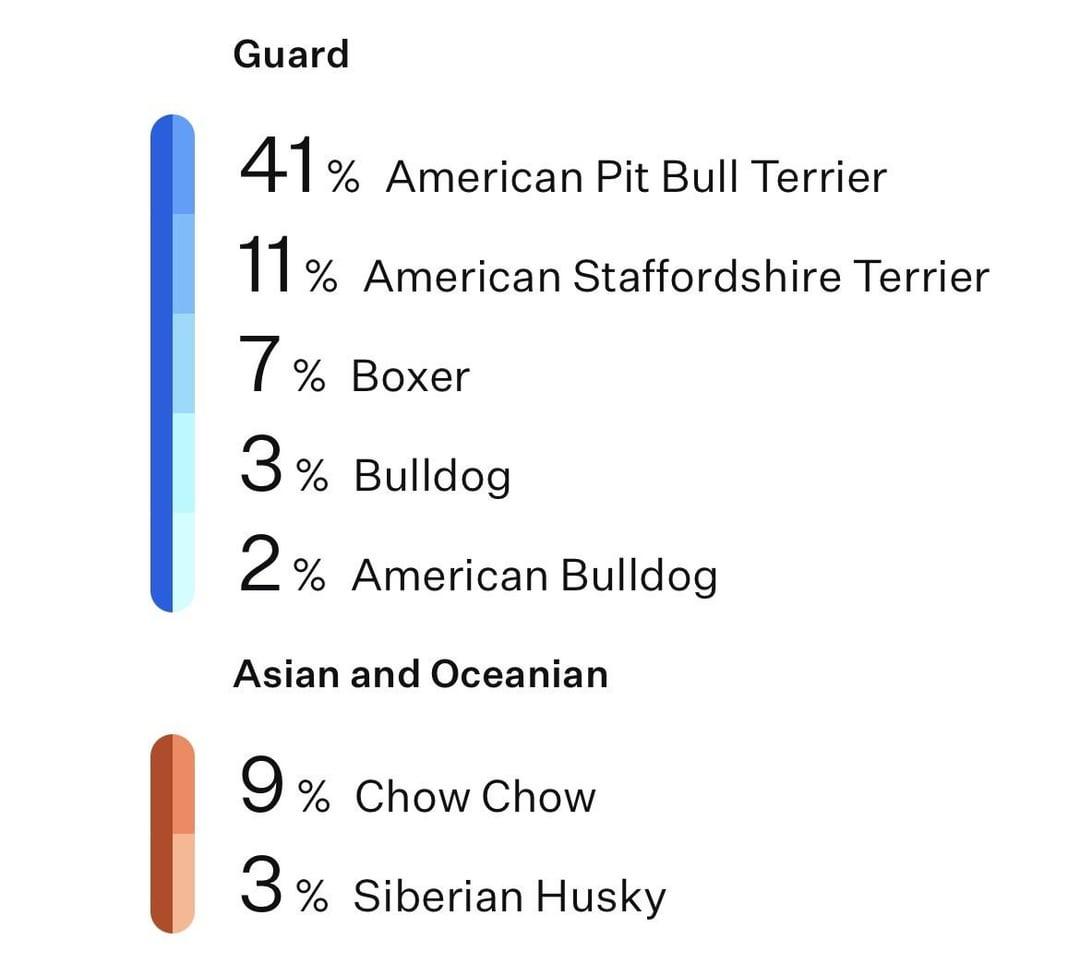 Guard
41% American Pit Bull Terrier
11% American Staffordshire Terrier
7% Boxer
3% Bulldog
2% American Bulldog
Asian and Oceanian
9% Chow Chow
3% Siberian Husky